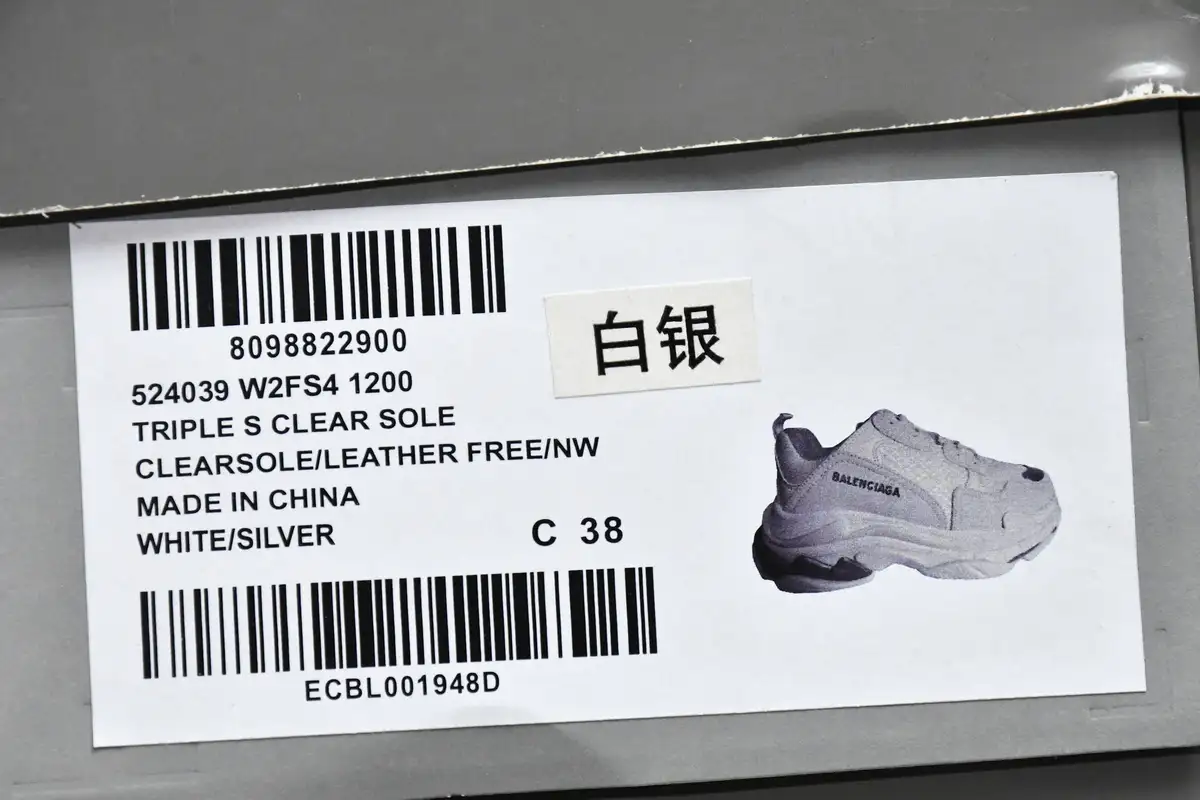 8098822900
524039 W2FS4 1200
TRIPLE S CLEAR SOLE
CLEARSOLE/LEATHER FREE/NW
MADE IN CHINA
WHITE/SILVER
C 38
ECBL001948D
白银
BALENCIAGA